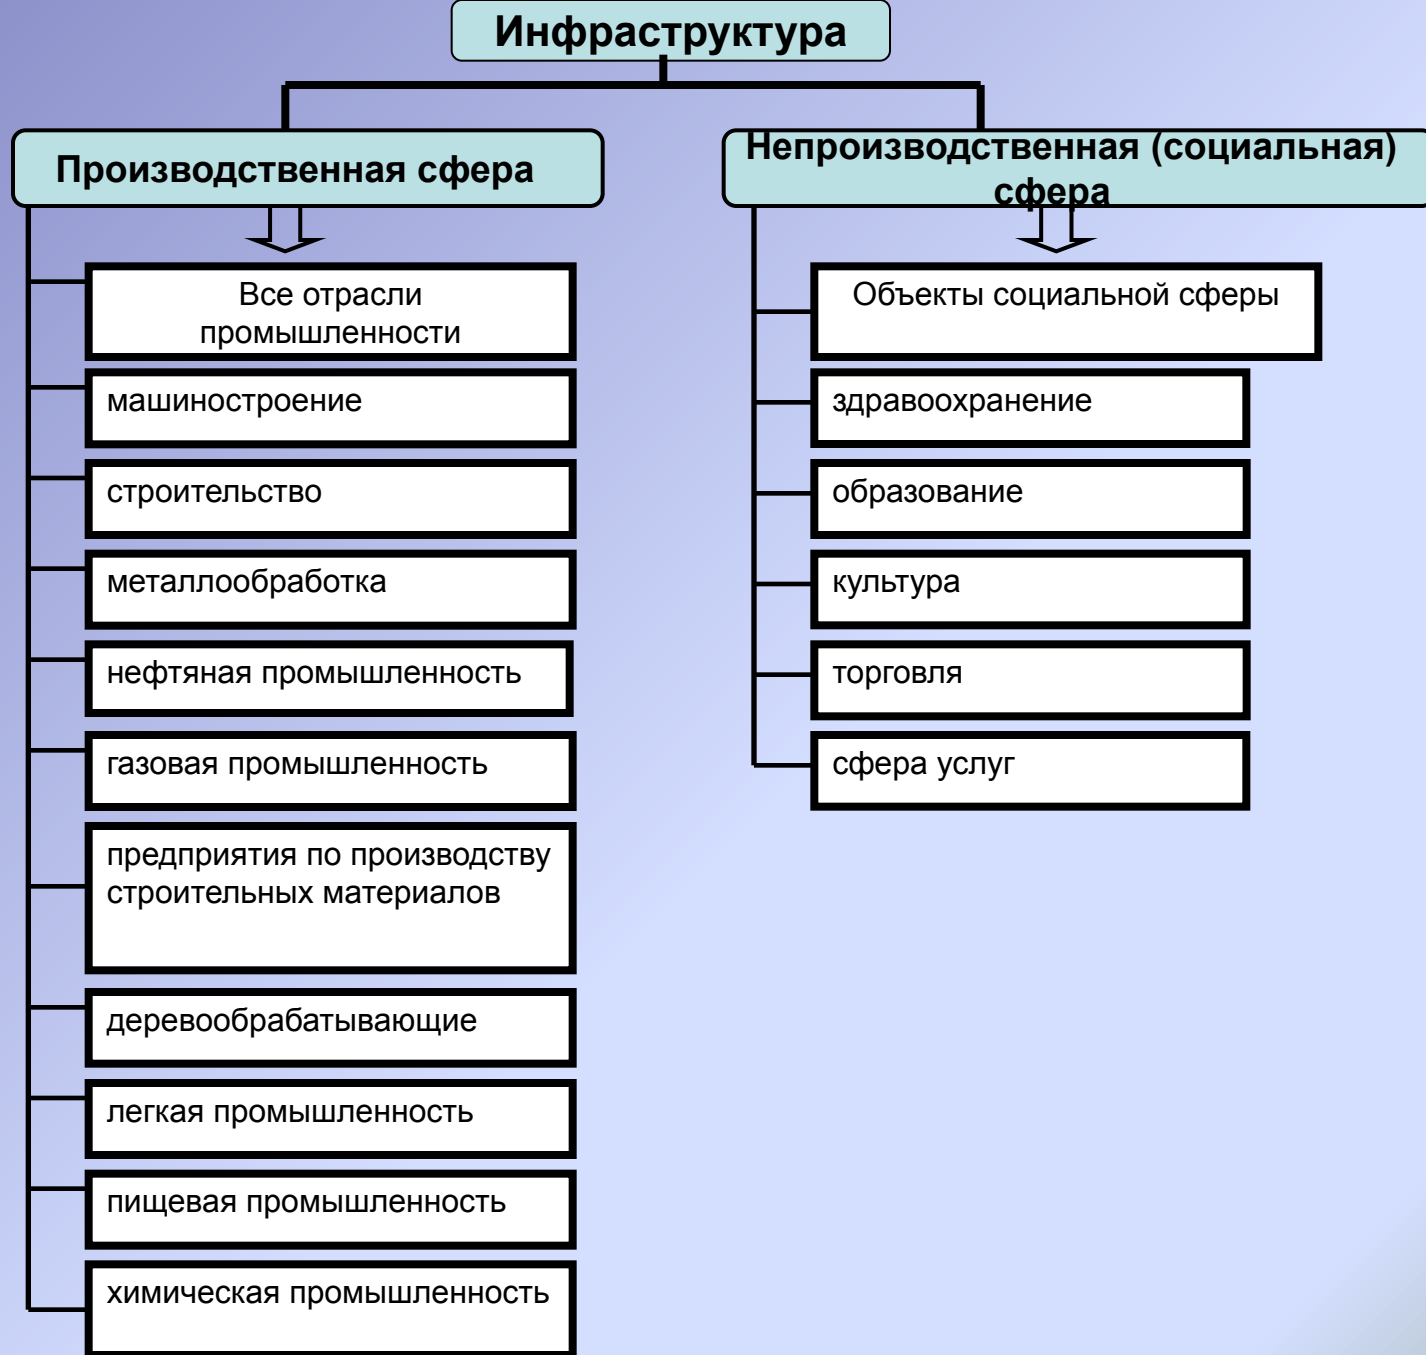 Инфраструктура
Производственная сфера
Все отрасли
промышленности
машиностроение
строительство
металлообработка
нефтяная промышленность
газовая промышленность
предприятия по производству
строительных материалов
деревообрабатывающие
легкая промышленность
пищевая промышленность
химическая промышленность
Непроизводственная (социальная)
сфера
Объекты социальной сферы
здравоохранение
образование
культура
торговля
сфера услуг